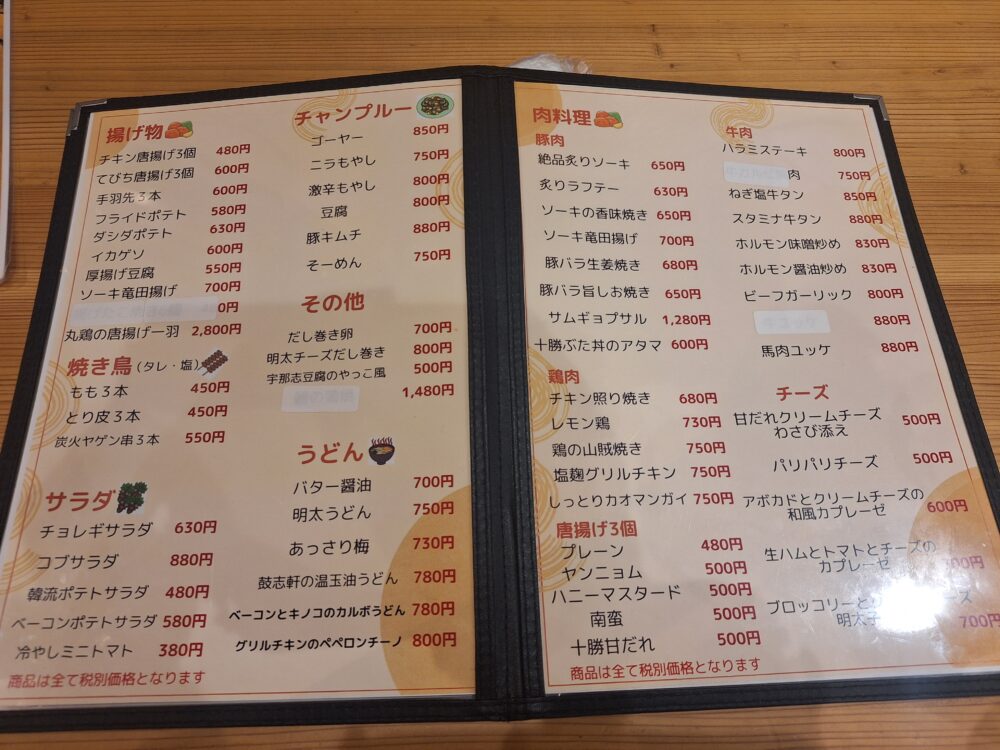 揚げ物
チキン唐揚げ3個 480円
てびち唐揚げ3個 600円
手羽先3本 600円
フライドポテト 580円
ダシダポテト 630円
イカゲソ 600円
厚揚げ豆腐 550円
ソーキ竜田揚げ 700円
0円
丸鶏の唐揚げ一羽 2,800円
焼き鳥(タレ・塩)
もも3本 450円
とり皮3本 450円
炭火ヤゲン串3本 550円
サラダ
チョレギサラダ 630円
コブサラダ 880円
韓流ポテトサラダ 480円
ベーコンポテトサラダ 580円
冷やしミニトマト 380円
商品は全て税別価格となります
チャンプルー
ゴーヤー 850円
ニラもやし 750円
激辛もやし 800円
豆腐 800円
豚キムチ 880円
そーめん 750円
その他
だし巻き卵 700円
明太チーズだし巻き 800円
宇那志豆腐のやっこ風 500円
1,480円
うどん
バター醤油 700円
明太うどん 750円
あっさり梅 730円
鼓志軒の温玉油うどん 780円
ベーコンとキノコのカルボうどん 780円
グリルチキンのペペロンチーノ 800円
肉料理
豚肉
絶品炙りソーキ 650円
炙りラフテー 630円
ソーキの香味焼き 650円
ソーキ竜田揚げ 700円
豚バラ生姜焼き 680円
豚バラ旨しお焼き 650円
サムギョプサル 1,280円
十勝ぶた丼のアタマ 600円
鶏肉
チキン照り焼き 680円
レモン鶏 730円
鶏の山賊焼き 750円
塩麹グリルチキン 750円
しっとりカオマンガイ 750円
唐揚げ3個
プレーン 480円
ヤンニョム 500円
ハニーマスタード 500円
南蛮 500円
十勝甘だれ 500円
商品は全て税別価格となります
牛肉
ハラミステーキ 800円
肉 750円
ねぎ塩牛タン 850円
スタミナ牛タン 880円
ホルモン味噌炒め 830円
ホルモン醤油炒め 830円
ビーフガーリック 800円
牛ユッケ 880円
馬肉ユッケ 880円
チーズ
甘だれクリームチーズ
わさび添え 500円
パリパリチーズ 500円
アボカドとクリームチーズの
和風カプレーゼ 600円
生ハムとトマトとチーズの
カプレーゼ 00円
ブロッコリーと ーズ
明太 700円